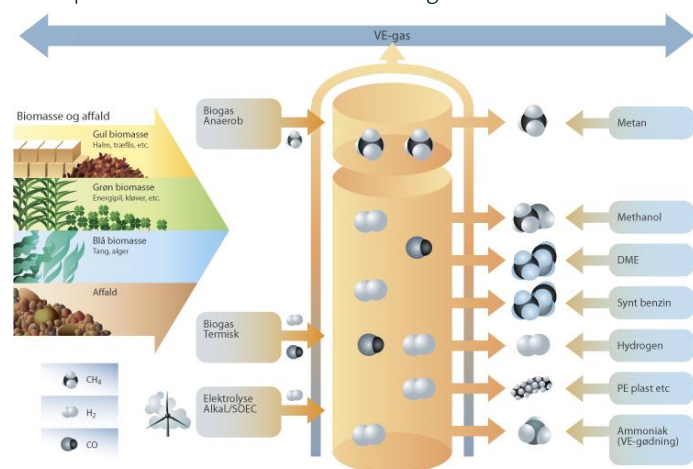 VE-gas
Biomasse og affald
Gul biomasse
Halm, træflis, etc.
Grøn biomasse
Energipil, kløver, etc.
Blå biomasse
Tang, alger
Affald
CH4
H2
CO
Biogas
Anaerob
Biogas
Termisk
Elektrolyse
Alkal./SOEC
Metan
Methanol
DME
Synt benzin
Hydrogen
PE plast etc
Ammoniak
(VE-gødning)